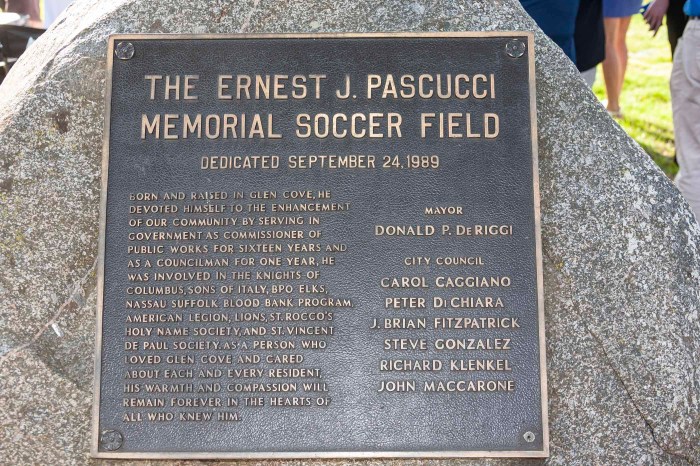 THE ERNEST J. PASCUCCI
MEMORIAL SOCCER FIELD
DEDICATED SEPTEMBER 24, 1989
BORN AND RAISED IN GLEN COVE, HE
DEVOTED HIMSELF TO THE ENHANCEMENT
OF OUR COMMUNITY BY SERVING IN
GOVERNMENT AS COMMISSIONER OF
PUBLIC WORKS FOR SIXTEEN YEARS AND
AS A COUNCILMAN FOR ONE YEAR, HE
WAS INVOLVED IN THE KNIGHTS OF
COLUMBUS, SONS OF ITALY, BPO ELKS,
NASSAU SUFFOLK BLOOD BANK PROGRAM,
AMERICAN LEGION, LIONS, ST. ROCCO'S
HOLY NAME SOCIETY, AND ST. VINCENT
DE PAUL SOCIETY. AS A PERSON WHO
LOVED GLEN COVE AND CARED
ABOUT EACH AND EVERY RESIDENT,
HIS WARMTH AND COMPASSION WILL
REMAIN FOREVER IN THE HEARTS OF
ALL WHO KNEW HIM.
MAYOR
DONALD P. DERIGGI
CITY COUNCIL
CAROL GAGGIANO
PETER DI CHIARA
J. BRIAN FITZPATRICK
STEVE GONZALEZ
RICHARD KLENKEL
JOHN MACCARONE